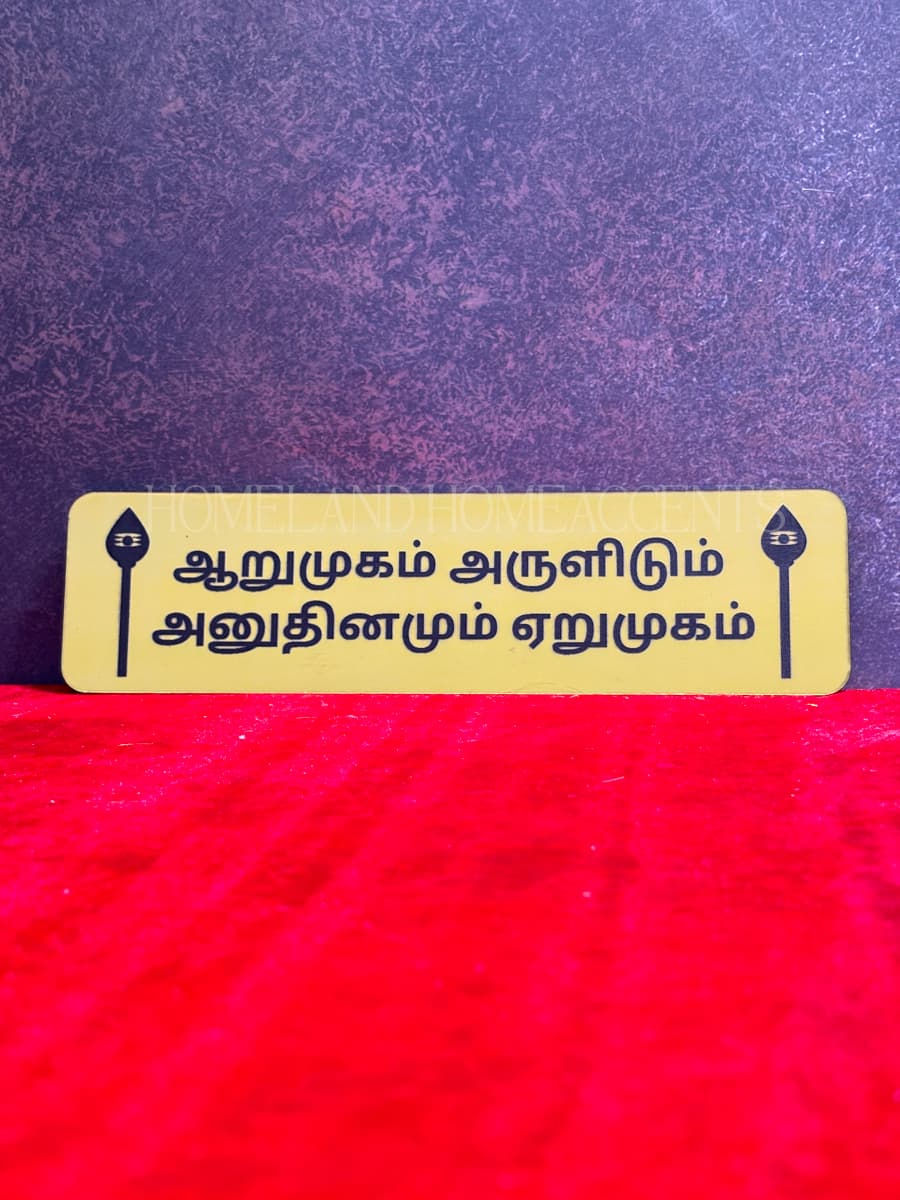 HOMELAND HOMEACCENTS
ஆறுமுகம் அருளிடும்
அனுதினமும் ஏறுமுகம்